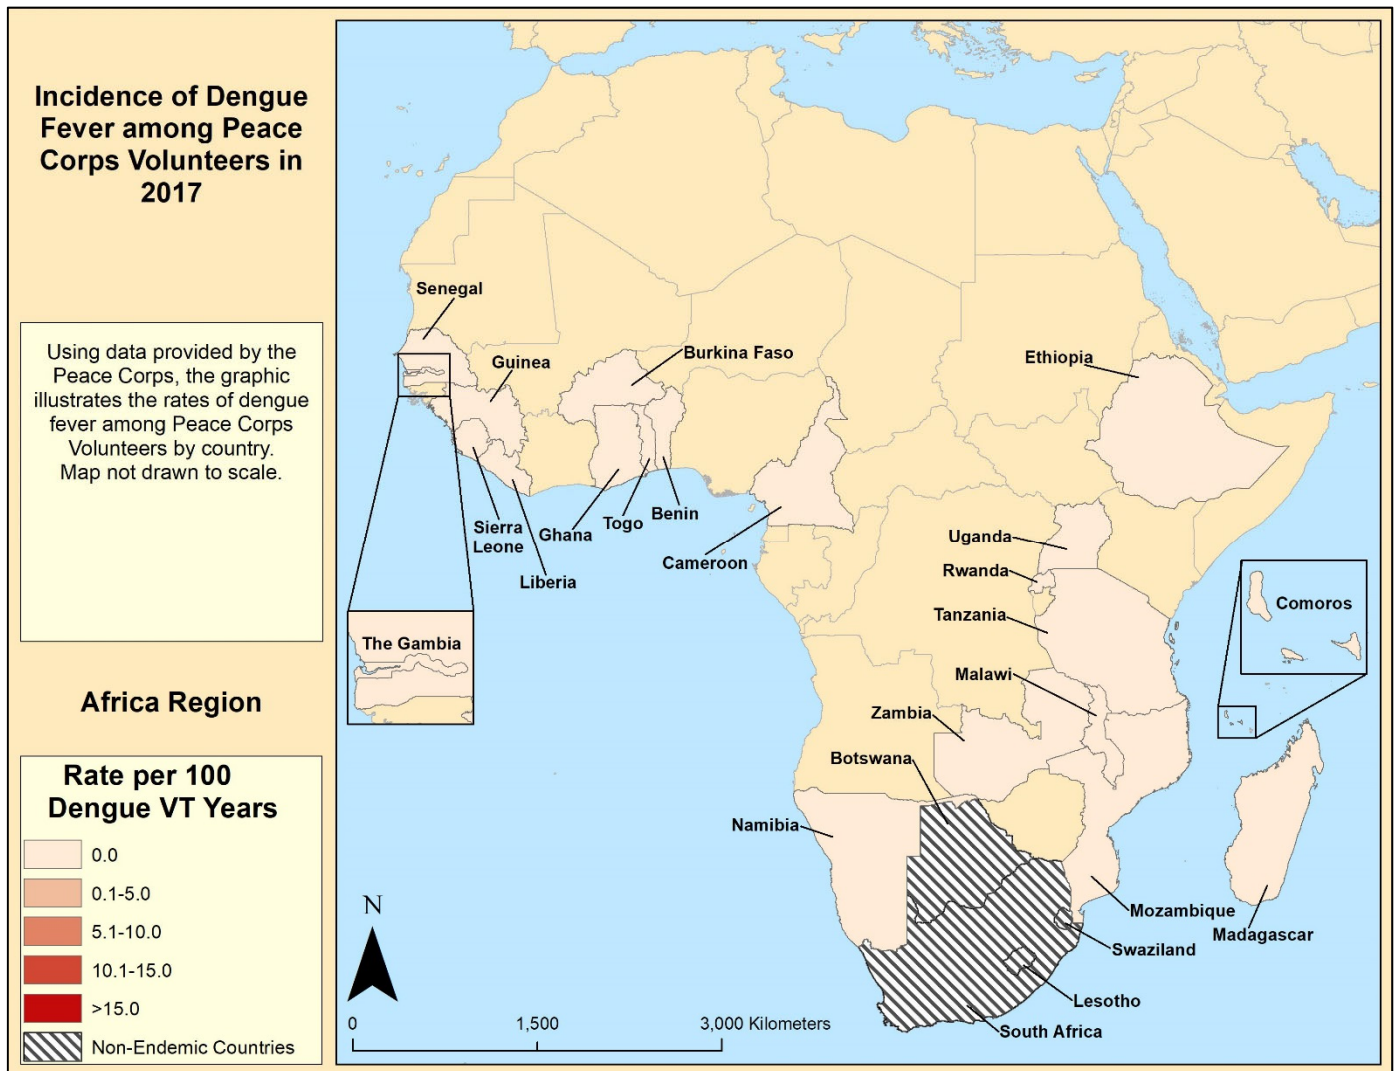 Incidence of Dengue
Fever among Peace
Corps Volunteers in
2017
Using data provided by the
Peace Corps, the graphic
illustrates the rates of dengue
fever among Peace Corps
Volunteers by country.
Map not drawn to scale.
Africa Region
Rate per 100
Dengue VT Years
0.0
0.1-5.0
5.1-10.0
10.1-15.0
>15.0
Non-Endemic Countries
Senegal
Guinea
Burkina Faso
Ethiopia
Sierra
Leone
Liberia
Ghana
Togo
Benin
Cameroon
The Gambia
Uganda
Rwanda
Tanzania
Malawi
Zambia
Botswana
Namibia
Comoros
Mozambique
Madagascar
Swaziland
Lesotho
South Africa
N
0 1,500 3,000 Kilometers